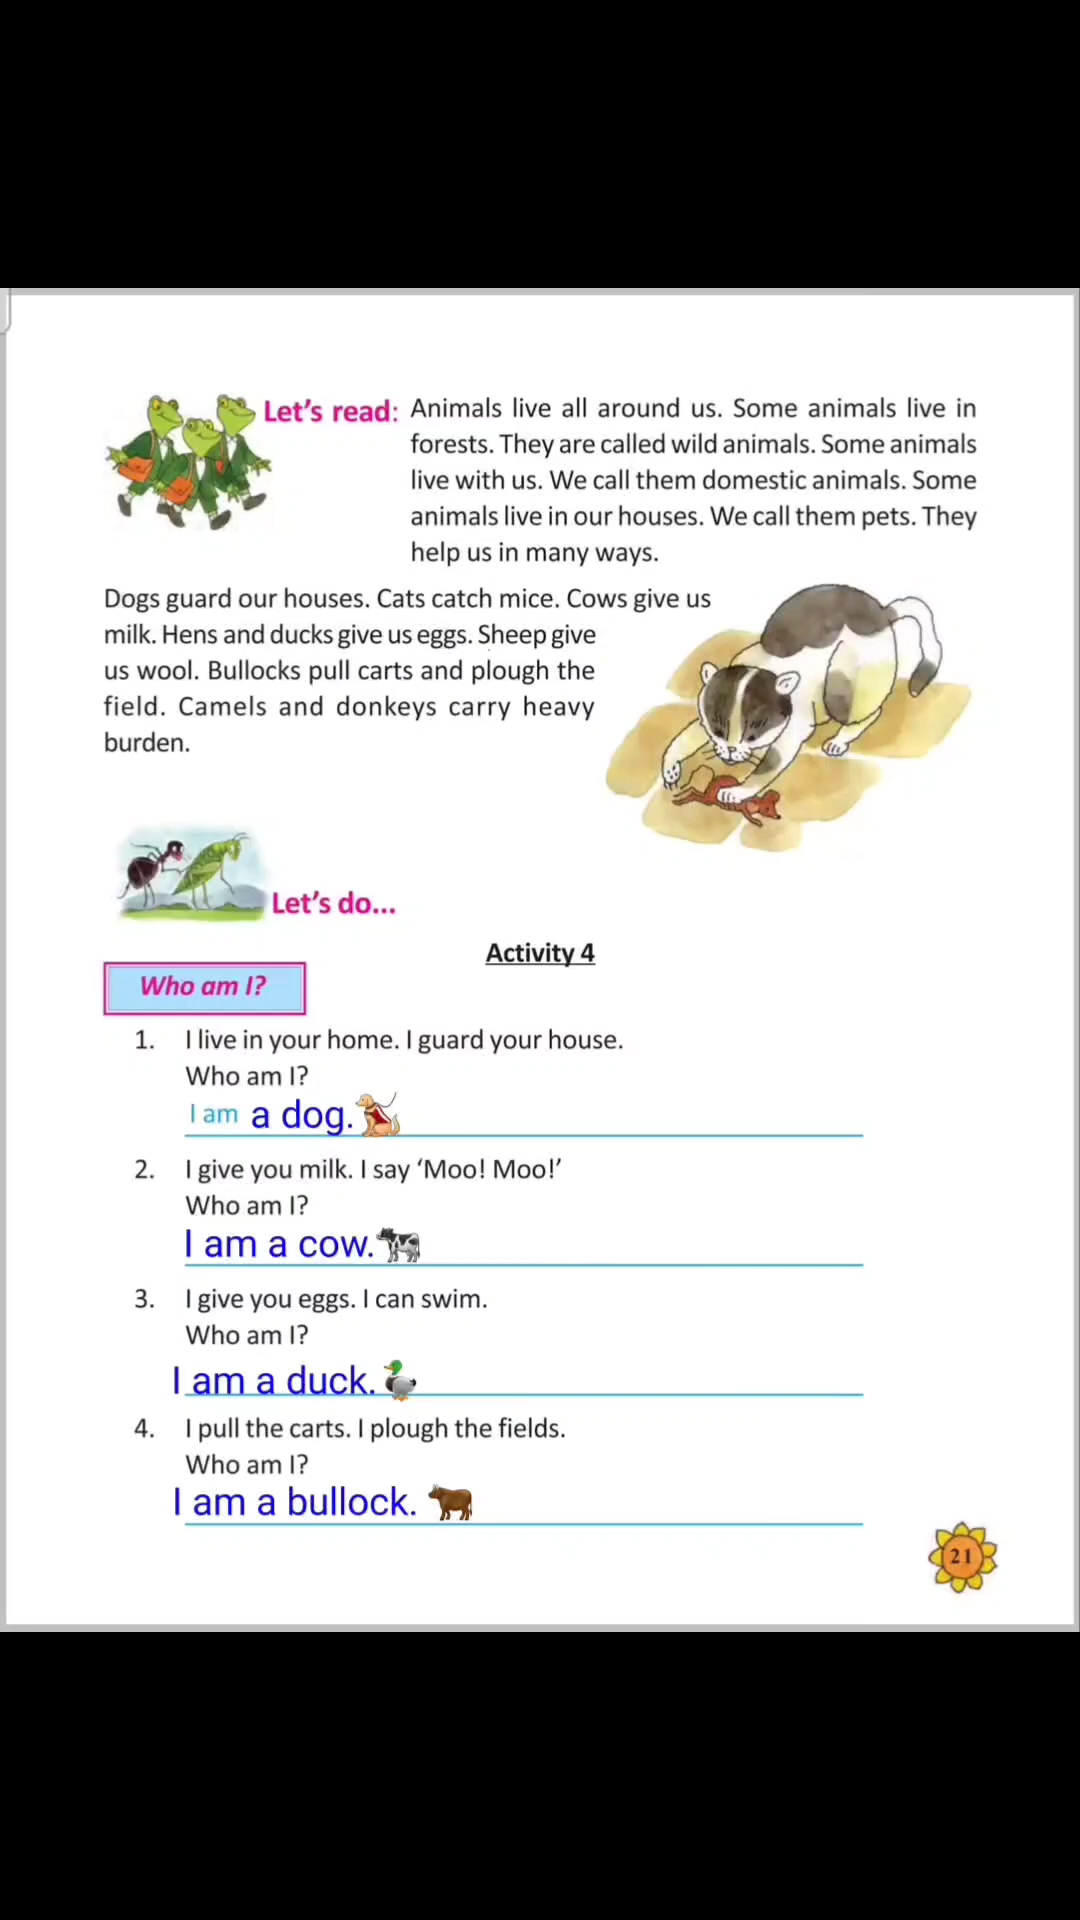 Let's read: Animals live all around us. Some animals live in
forests. They are called wild animals. Some animals
live with us. We call them domestic animals. Some
animals live in our houses. We call them pets. They
help us in many ways.
Dogs guard our houses. Cats catch mice. Cows give us
milk. Hens and ducks give us eggs. Sheep give
us wool. Bullocks pull carts and plough the
field. Camels and donkeys carry heavy
burden.
Let's do...
Activity 4
Who am I?
1. I live in your home. I guard your house.
Who am I?
I am a dog.
2. I give you milk. I say ‘Moo! Moo!’
Who am I?
I am a cow.
3. I give you eggs. I can swim.
Who am I?
I am a duck.
4. I pull the carts. I plough the fields.
Who am I?
I am a bullock.
21